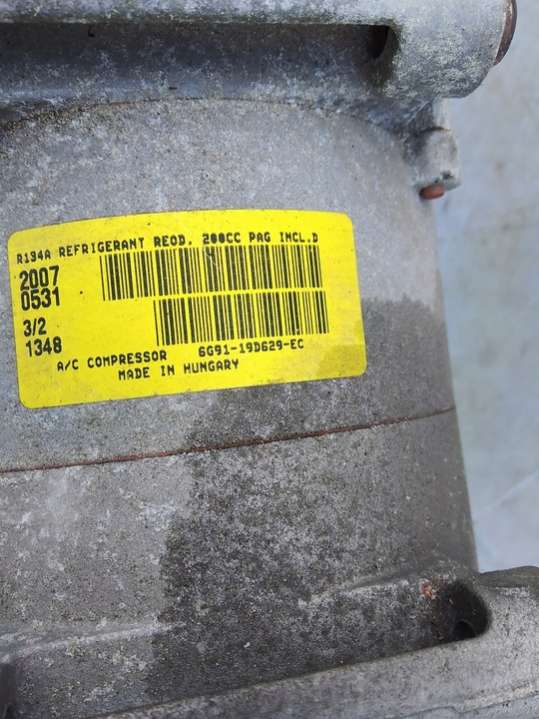 R134A REFRIGERANT REQD. 200CC PAG INCL.D
2007
0531
3/2
1348
A/C COMPRESSOR 6G91-19D629-EC
MADE IN HUNGARY